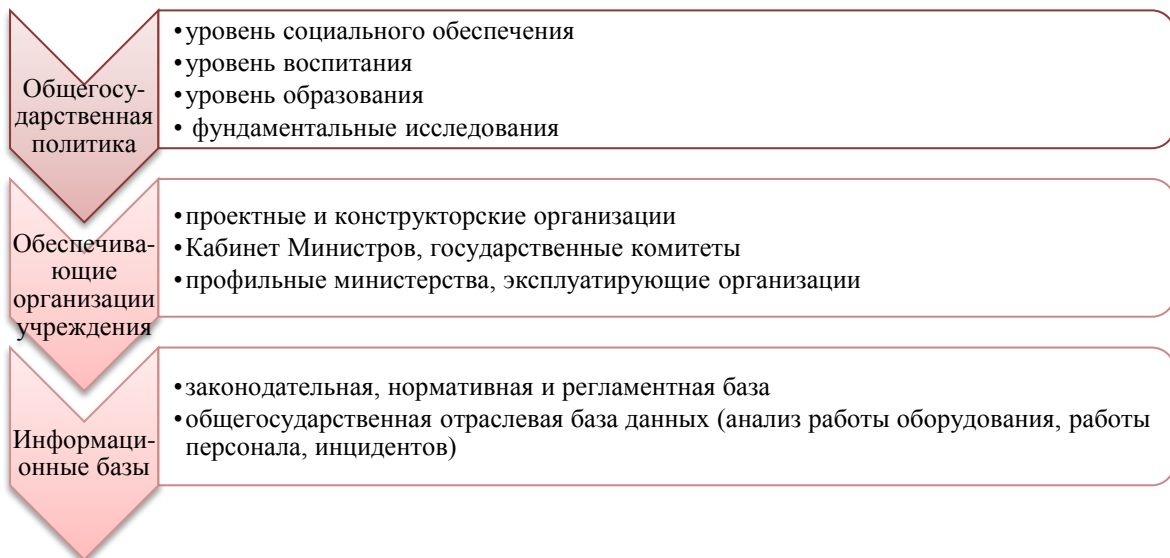 Общегосу-
дарственная
политика
•уровень социального обеспечения
•уровень воспитания
•уровень образования
• фундаментальные исследования
Обеспечива-
ющие
организации
учреждения
•проектные и конструкторские организации
•Кабинет Министров, государственные комитеты
•профильные министерства, эксплуатирующие организации
Информаци-
онные базы
•законодательная, нормативная и регламентная база
•общегосударственная отраслевая база данных (анализ работы оборудования, работы
персонала, инцидентов)